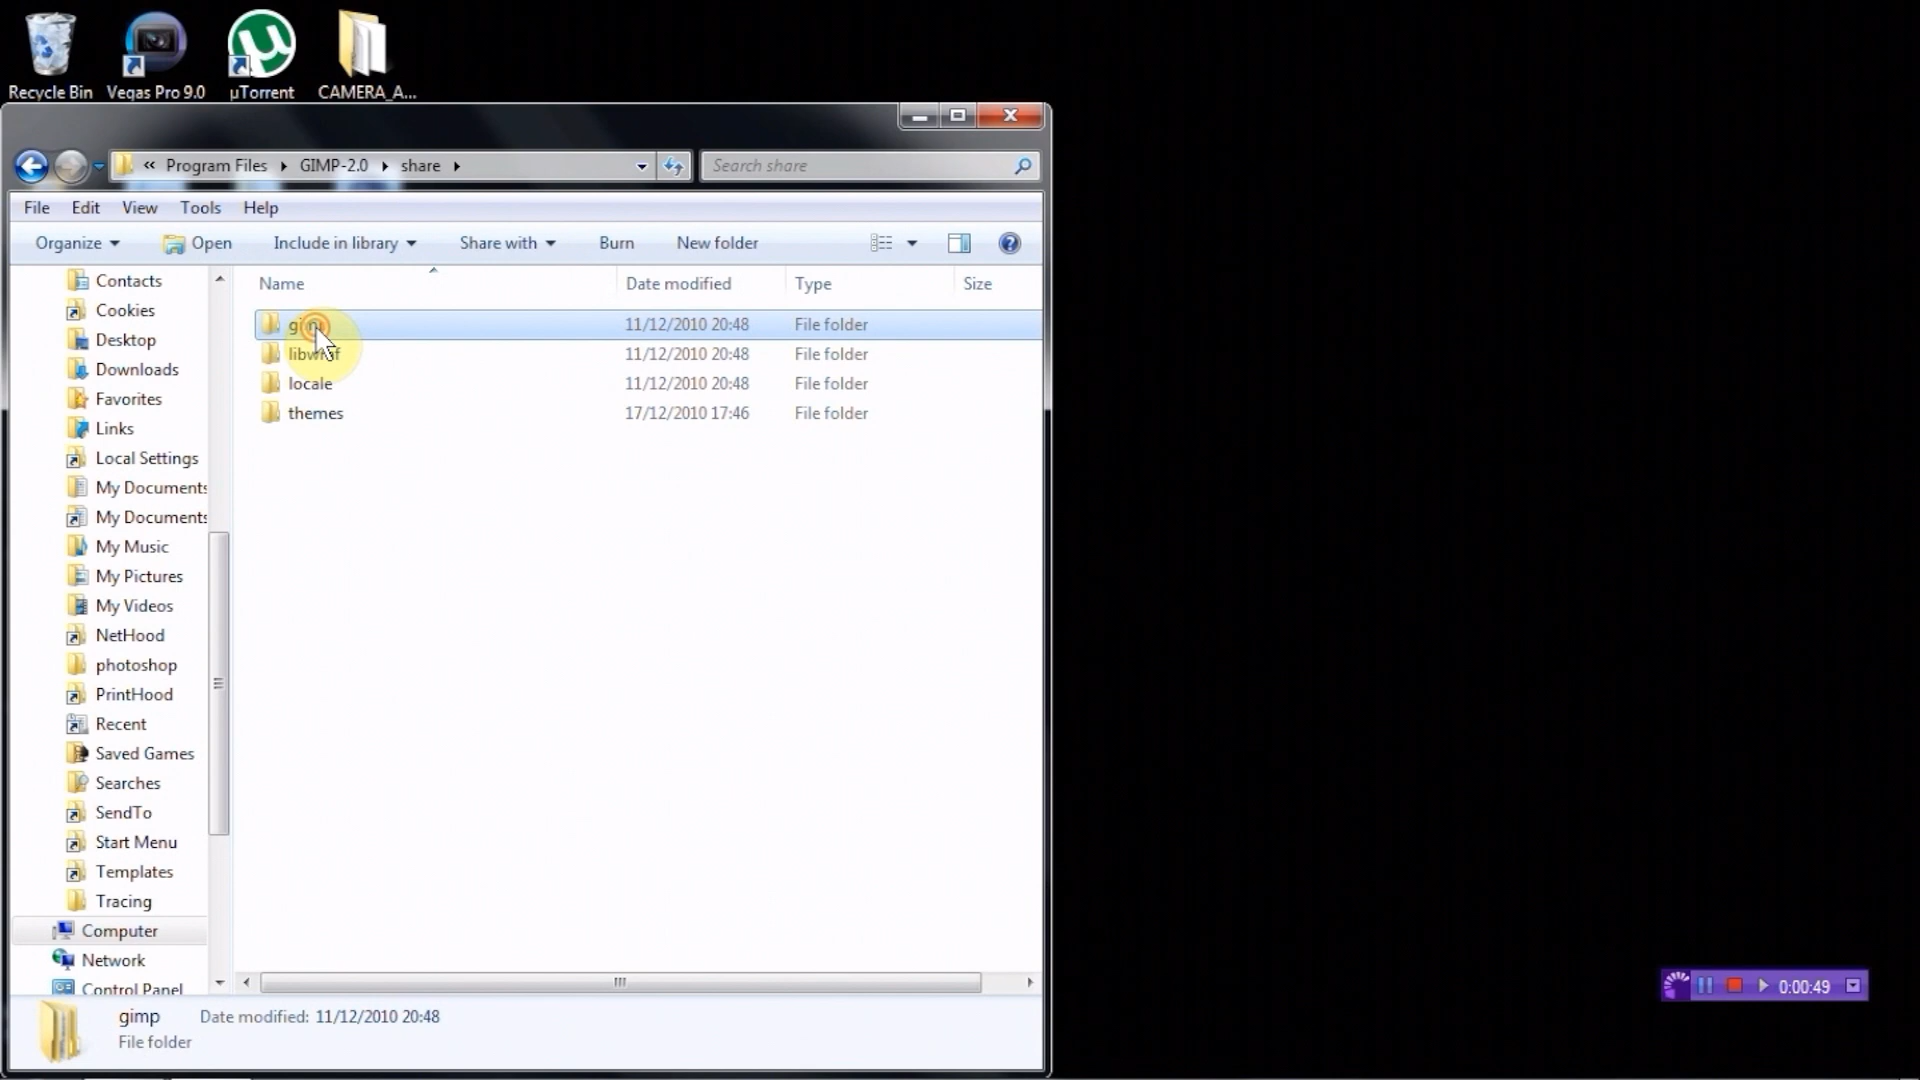 Recycle Bin
Vegas Pro 9.0
µTorrent
CAMERA_A...
« Program Files GIMP-2.0 share
Search share
File Edit View Tools Help
Organize Open Include in library Share with Burn New folder
Name Date modified Type Size
11/12/2010 20:48 File folder
11/12/2010 20:48 File folder
locale 11/12/2010 20:48 File folder
themes 17/12/2010 17:46 File folder
Contacts
Cookies
Desktop
Downloads
Favorites
Links
Local Settings
My Documents
My Documents
My Music
My Pictures
My Videos
NetHood
photoshop
PrintHood
Recent
Saved Games
Searches
SendTo
Start Menu
Templates
Tracing
Computer
Network
Control Panel
gimp Date modified: 11/12/2010 20:48
File folder
0:00:49